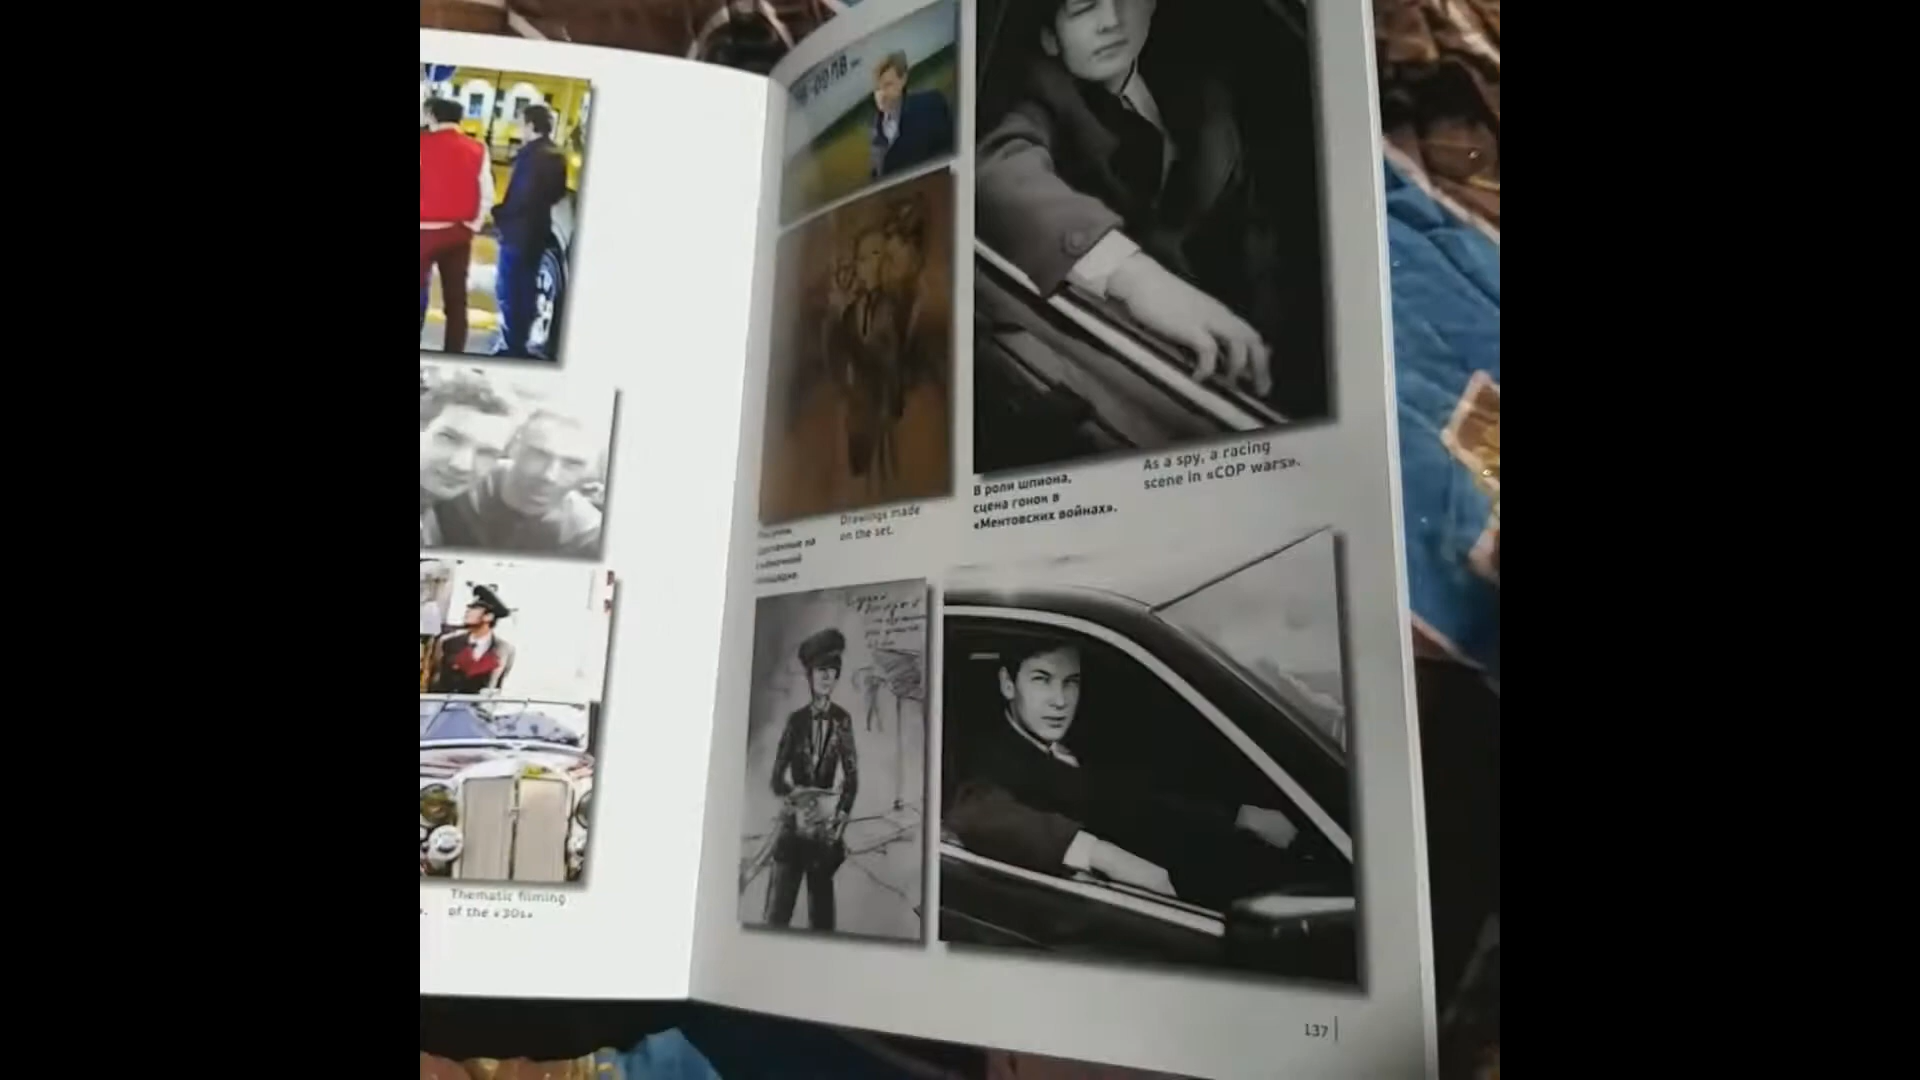 Thematic filming
of the «30s»
Drawings made
on the set.
В роли шпиона,
сцена гонок в
«Ментовских войнах».
As a spy, a racing
scene in «COP wars».
137